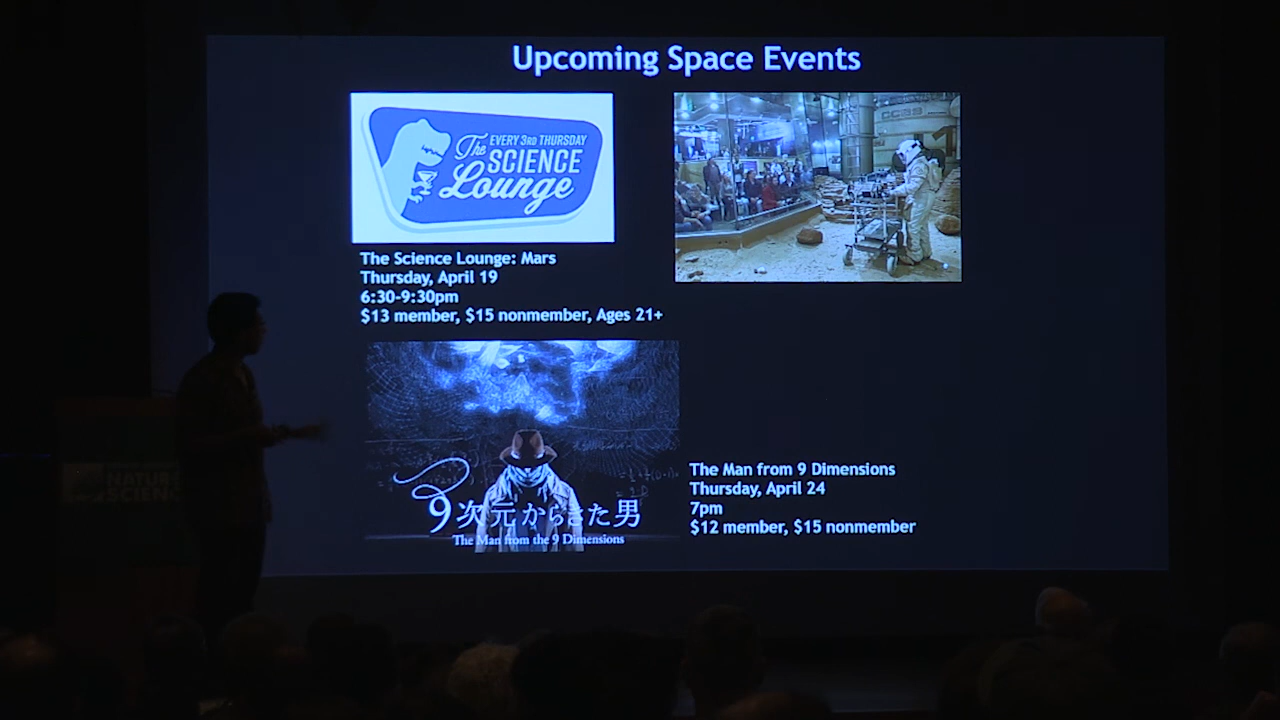 Upcoming Space Events
EVERY 3RD THURSDAY
The SCIENCE
Lounge
The Science Lounge: Mars
Thursday, April 19
6:30-9:30pm
$13 member, $15 nonmember, Ages 21+
9次元からきた男
The Man from the 9 Dimensions
The Man from 9 Dimensions
Thursday, April 24
7pm
$12 member, $15 nonmember